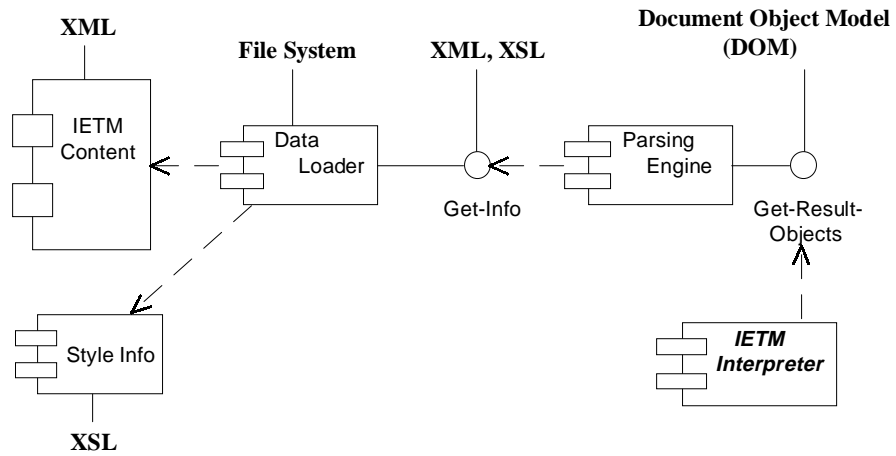 XML
File System
XML, XSL
Document Object Model
(DOM)
IETM
Content
Data
Loader
Get-Info
Parsing
Engine
Get-Result-
Objects
Style Info
XSL
IETM
Interpreter